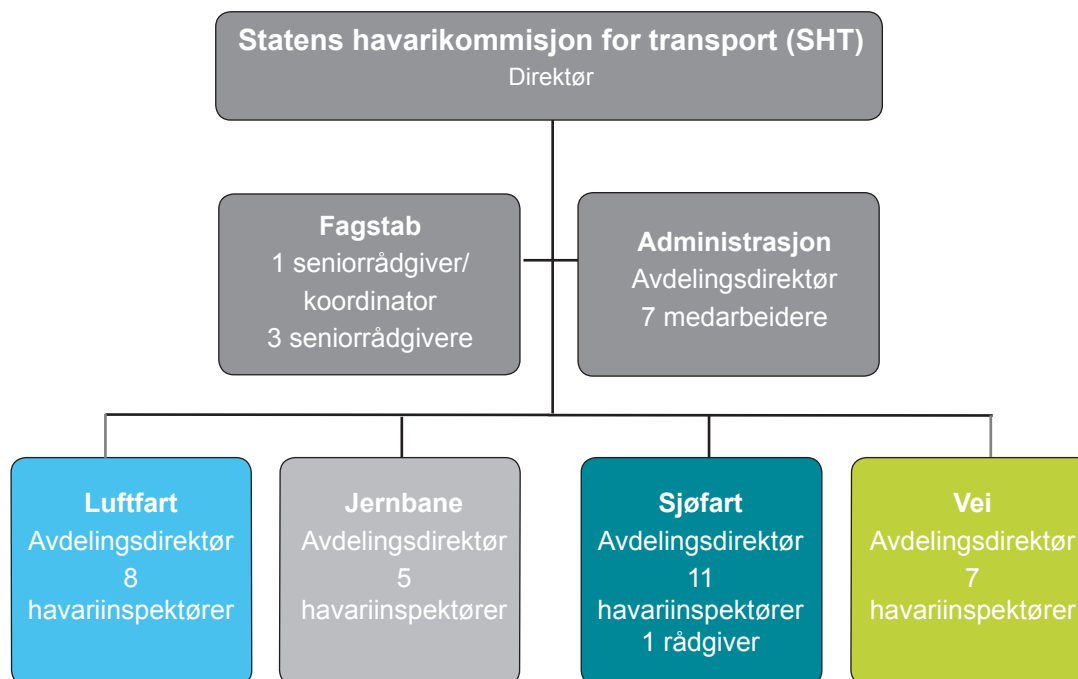 Statens havarikommisjon for transport (SHT)
Direktør
Fagstab
1 seniorrådgiver/
koordinator
3 seniorrådgivere
Administrasjon
Avdelingsdirektør
7 medarbeidere
Luftfart
Avdelingsdirektør
8
havariinspektører
Jernbane
Avdelingsdirektør
5
havariinspektører
Sjøfart
Avdelingsdirektør
11
havariinspektører
1 rådgiver
Vei
Avdelingsdirektør
7
havariinspektører